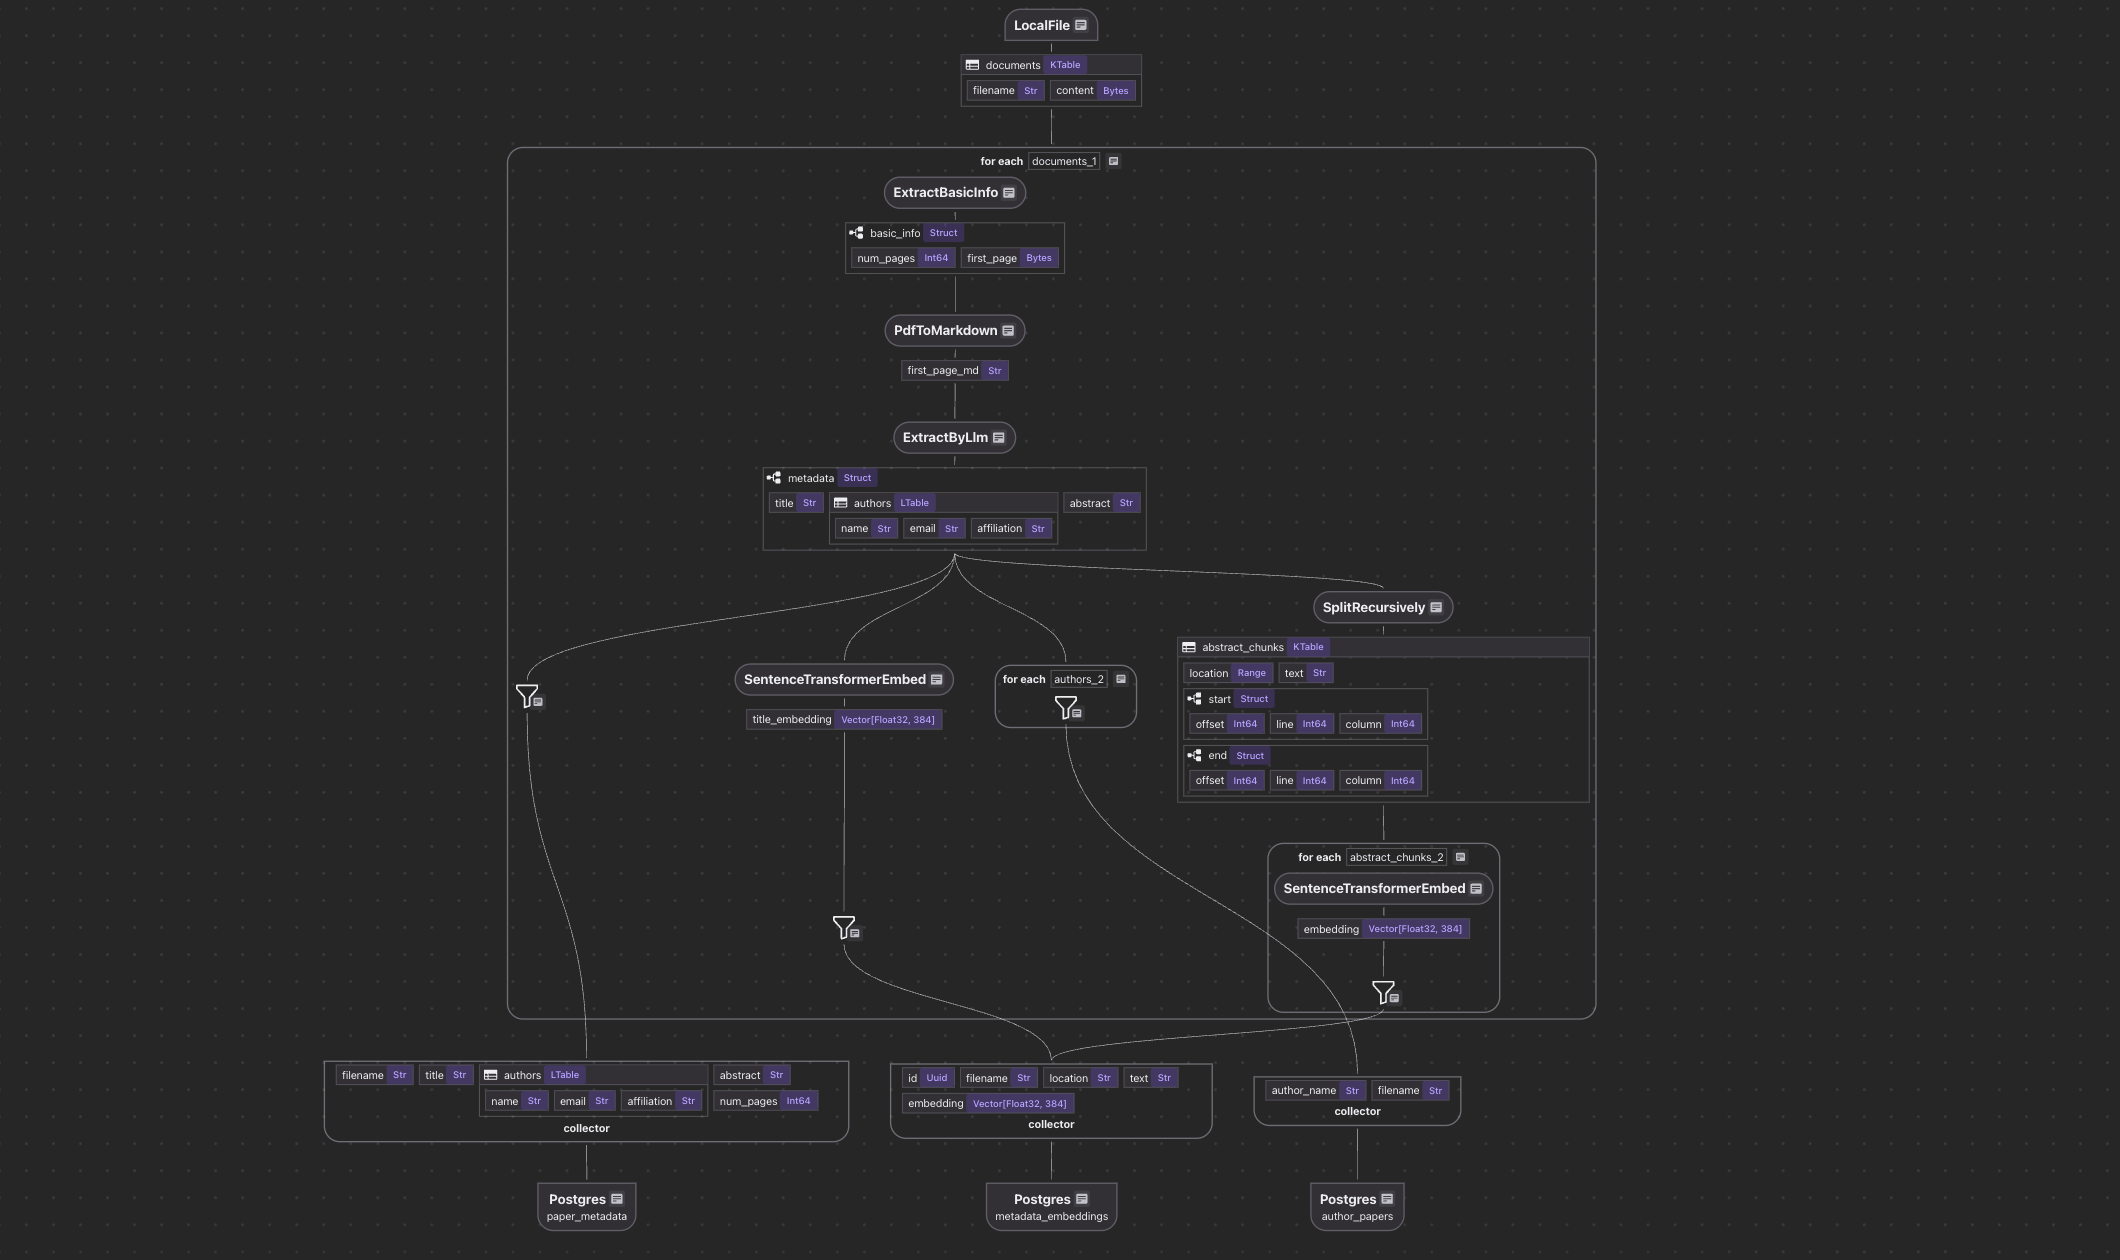 LocalFile
documents KTable
filename Str content Bytes
for each documents_1
ExtractBasicInfo
basic_info Struct
num_pages Int64 first_page Bytes
PdfToMarkdown
first_page_md Str
ExtractByLlm
metadata Struct
title Str authors LTable abstract Str
name Str email Str affiliation Str
SplitRecursively
abstract_chunks KTable
location Range text Str
start Struct
offset Int64 line Int64 column Int64
end Struct
offset Int64 line Int64 column Int64
SentenceTransformerEmbed
title_embedding Vector[Float32, 384]
for each authors_2
for each abstract_chunks_2
SentenceTransformerEmbed
embedding Vector[Float32, 384]
filename Str title Str authors LTable abstract Str
name Str email Str affiliation Str num_pages Int64
collector
id Uuid filename Str location Str text Str
embedding Vector[Float32, 384]
collector
author_name Str filename Str
collector
Postgres
paper_metadata
Postgres
metadata_embeddings
Postgres
author_papers